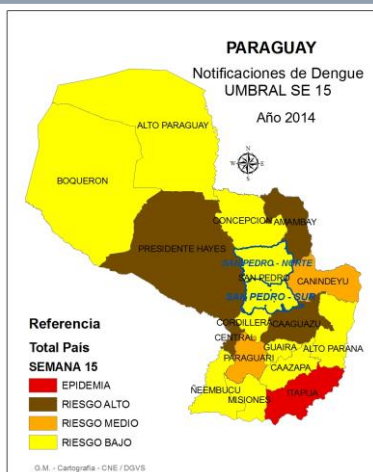 PARAGUAY
Notificaciones de Dengue
UMBRAL SE 15
Año 2014
ALTO PARAGUAY
BOQUERON
N
W
E
S
CONCEPCION
AMAMBAY
PRESIDENTE HAYES
SAN PEDRO - NORTE
SAN PEDRO
CANINDEYU
SAN PEDRO - SUR
CORDILLERA
CAAGUAZU
CENTRAL
GUAIRA
ALTO PARANA
PARAGUARI
CAAZAPA
ÑEEMBUCU
MISIONES
ITAPUA
Referencia
Total País
SEMANA 15
EPIDEMIA
RIESGO ALTO
RIESGO MEDIO
RIESGO BAJO
G.M. - Cartografía - CNE / DGVS